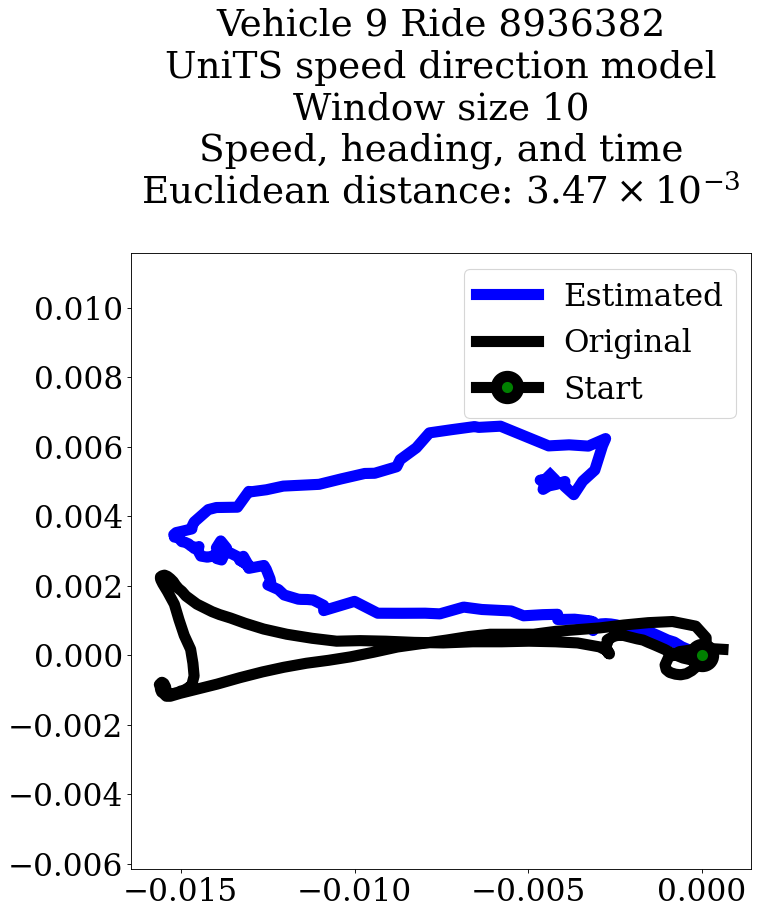 Vehicle 9 Ride 8936382
UniTS speed direction model
Window size 10
Speed, heading, and time
Euclidean distance: 3.47 × 10⁻³
Estimated
Original
Start
0.010
0.008
0.006
0.004
0.002
0.000
−0.002
−0.004
−0.006
−0.015 −0.010 −0.005 0.000